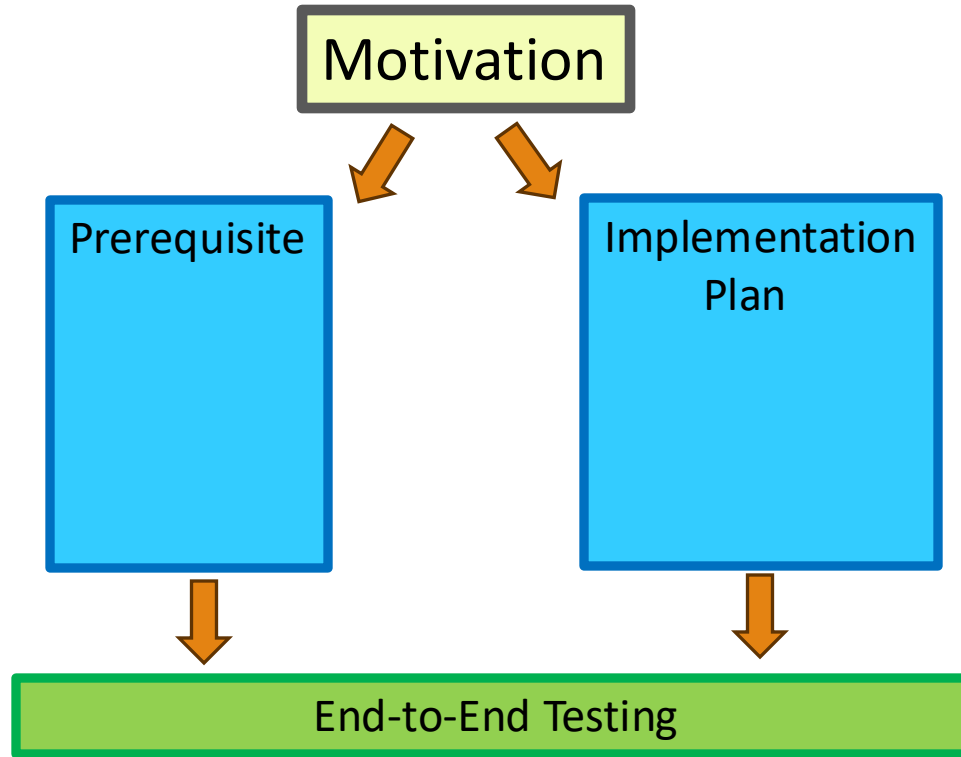 Motivation
Prerequisite
Implementation
Plan
End-to-End Testing